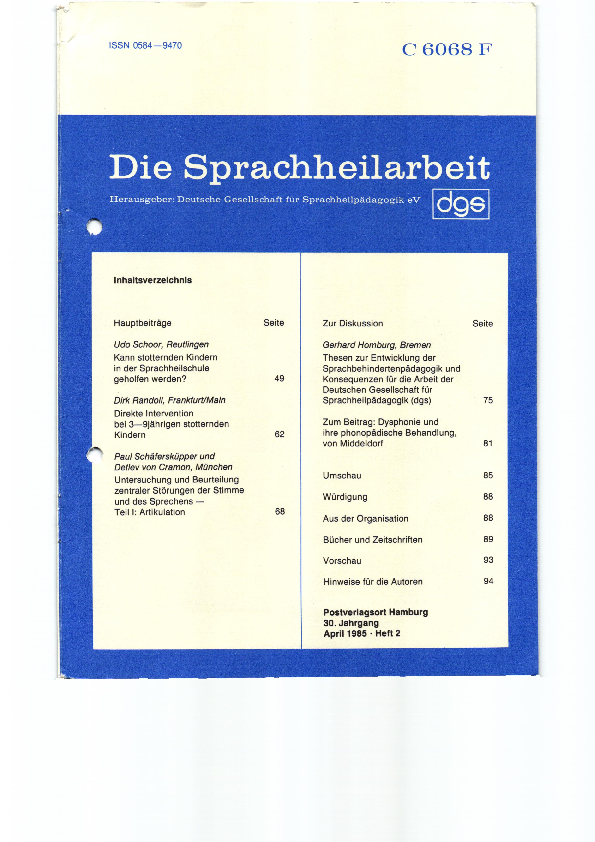 ISSN 0584—9470
C 6068 F
Die Sprachheilarbeit
Herausgeber: Deutsche Gesellschaft für Sprachheilpädagogik eV
dgs
Inhaltsverzeichnis
Hauptbeiträge Seite
Udo Schoor, Reutlingen
Kann stotternden Kindern
in der Sprachheilschule
geholfen werden? 49
Dirk Randoll, Frankfurt/Main
Direkte Intervention
bei 3—9jährigen stotternden
Kindern 62
Paul Schäfersküpper und
Detlev von Cramon, München
Untersuchung und Beurteilung
zentraler Störungen der Stimme
und des Sprechens —
Teil I: Artikulation 68
Zur Diskussion Seite
Gerhard Homburg, Bremen
Thesen zur Entwicklung der
Sprachbehindertenpädagogik und
Konsequenzen für die Arbeit der
Deutschen Gesellschaft für
Sprachheilpädagogik (dgs) 75
Zum Beitrag: Dysphonie und
ihre phonopädische Behandlung,
von Middeldorf 81
Umschau 85
Würdigung 88
Aus der Organisation 88
Bücher und Zeitschriften 89
Vorschau 93
Hinweise für die Autoren 94
Postverlagsort Hamburg
30. Jahrgang
April 1985 · Heft 2